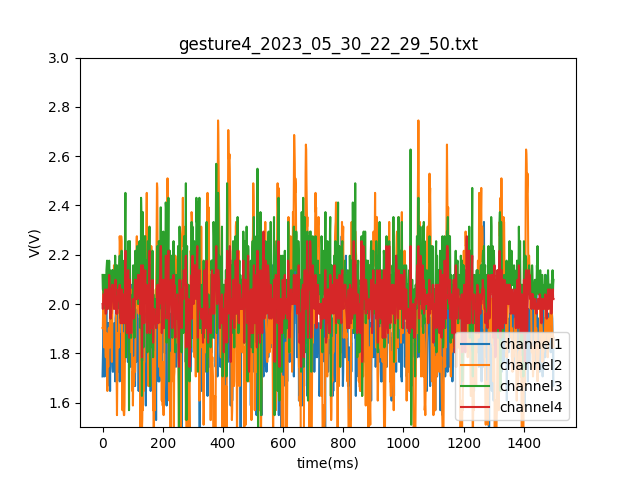 gesture4_2023_05_30_22_29_50.txt
3.0
2.8
2.6
2.4
2.2
2.0
1.8
1.6
V(V)
channel1
channel2
channel3
channel4
0 200 400 600 800 1000 1200 1400
time(ms)